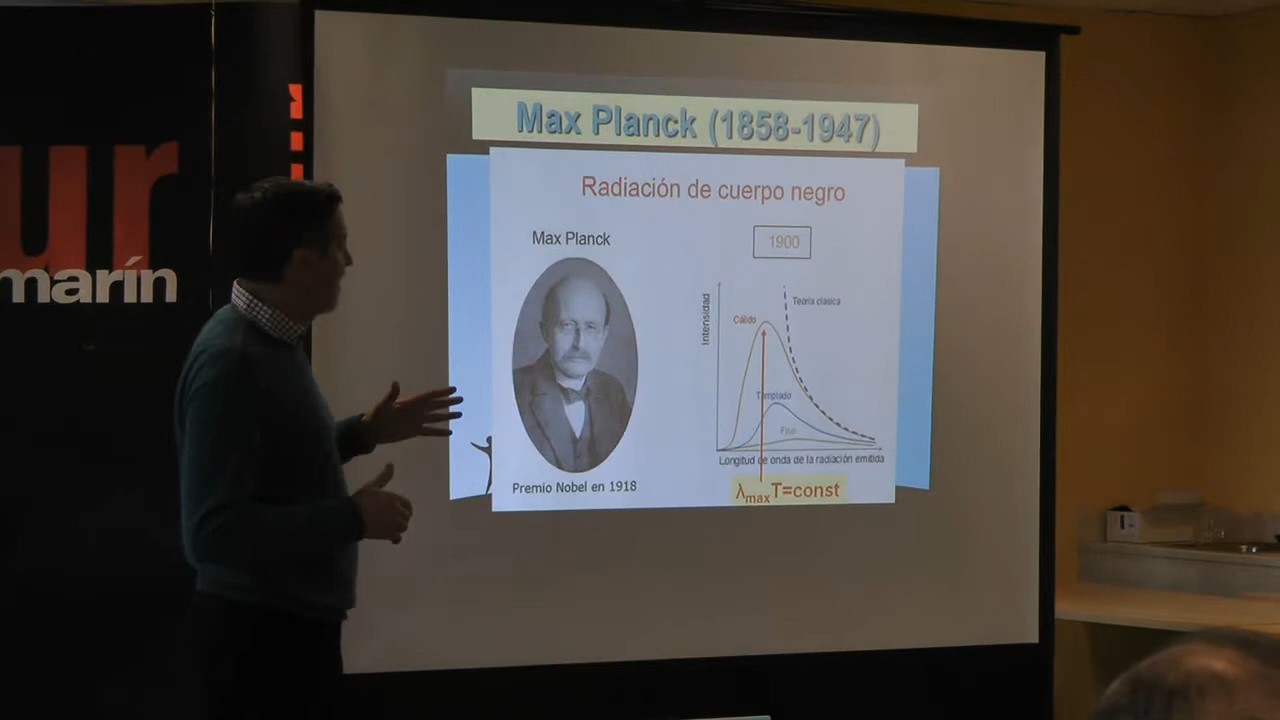 ur
marín
Max Planck (1858-1947)
Radiación de cuerpo negro
Max Planck
1900
Intensidad
Teoría clásica
Cálido
Templado
Frío
Longitud de onda de la radiación emitida
Premio Nobel en 1918
λmaxT=const